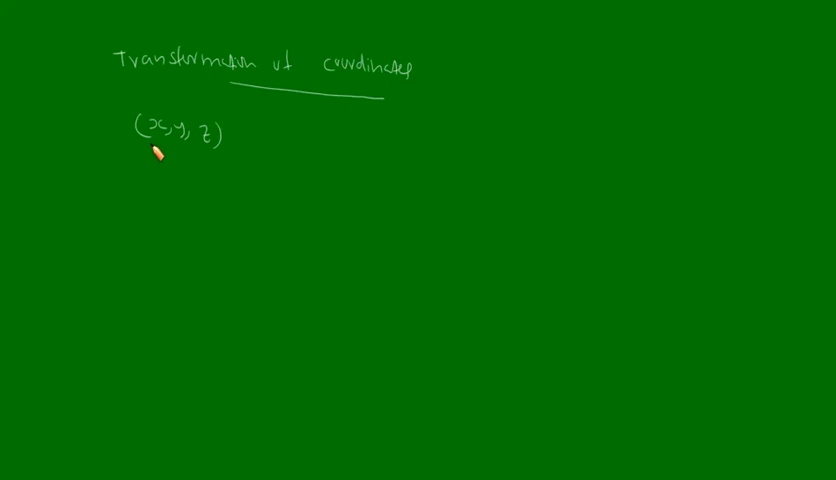 Transformation of coordinates
(x, y, z)